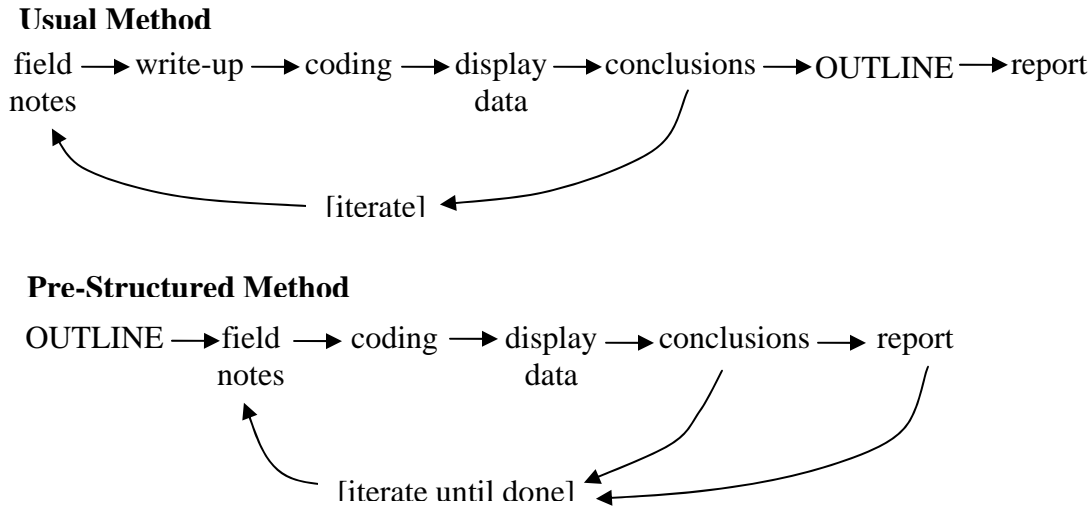 Usual Method
field write-up coding display conclusions OUTLINE report
notes data
[iterate]
Pre-Structured Method
OUTLINE field coding display conclusions report
notes data
[iterate until done]